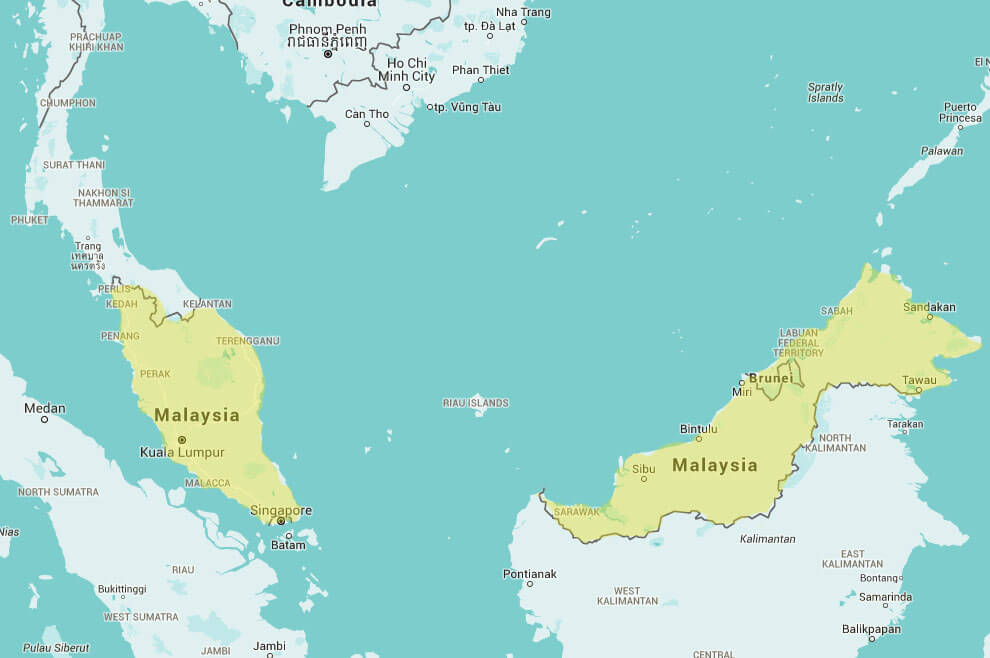 Cambodia
Nha Trang
PRACHUAP
KHIRI KHAN
Phnom Penh
រាជធានីភ្នំពេញ
tp. Đà Lạt
Ho Chi
Minh City
Phan Thiet
Spratly
Islands
CHUMPHON
Can Tho
tp. Vũng Tàu
Puerto
Princesa
Palawan
SURAT THANI
NAKHON SI
THAMMARAT
PHUKET
Trang
เทศบาล
นครตรัง
PERLIS
KEDAH
KELANTAN
Sandakan
SABAH
PENANG
TERENGGANU
LABUAN
FEDERAL
TERRITORY
PERAK
Brunei
Tawau
Miri
Medan
Malaysia
RIAU ISLANDS
Tarakan
Bintulu
NORTH
KALIMANTAN
Kuala Lumpur
Sibu
Malaysia
MALACCA
NORTH SUMATRA
Singapore
SARAWAK
Nias
Batam
Kalimantan
RIAU
Pontianak
EAST
KALIMANTAN
Bukittinggi
Bontang
WEST
KALIMANTAN
Samarinda
WEST SUMATRA
Balikpapan
Pulau Siberut
JAMBI
Jambi
CENTRAL